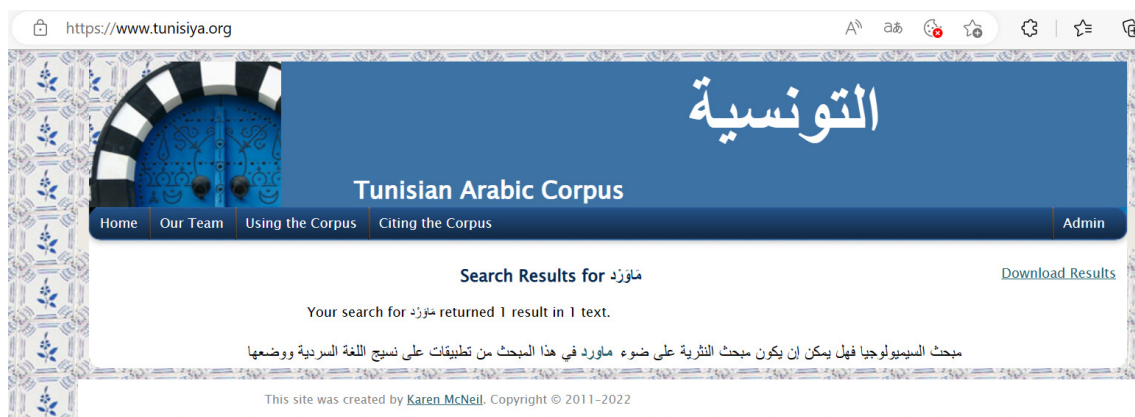 https://www.tunisiya.org
التونسية
Tunisian Arabic Corpus
Home Our Team Using the Corpus Citing the Corpus Admin
Search Results for مَاوَرْد Download Results
Your search for مَاوَرْد returned 1 result in 1 text.
مبحث السيميولوجيا فهل يمكن إن يكون مبحث النثرية على ضوء ماورد في هذا المبحث من تطبيقات على نسيج اللغة السردية ووضعها
This site was created by Karen McNeil. Copyright © 2011-2022